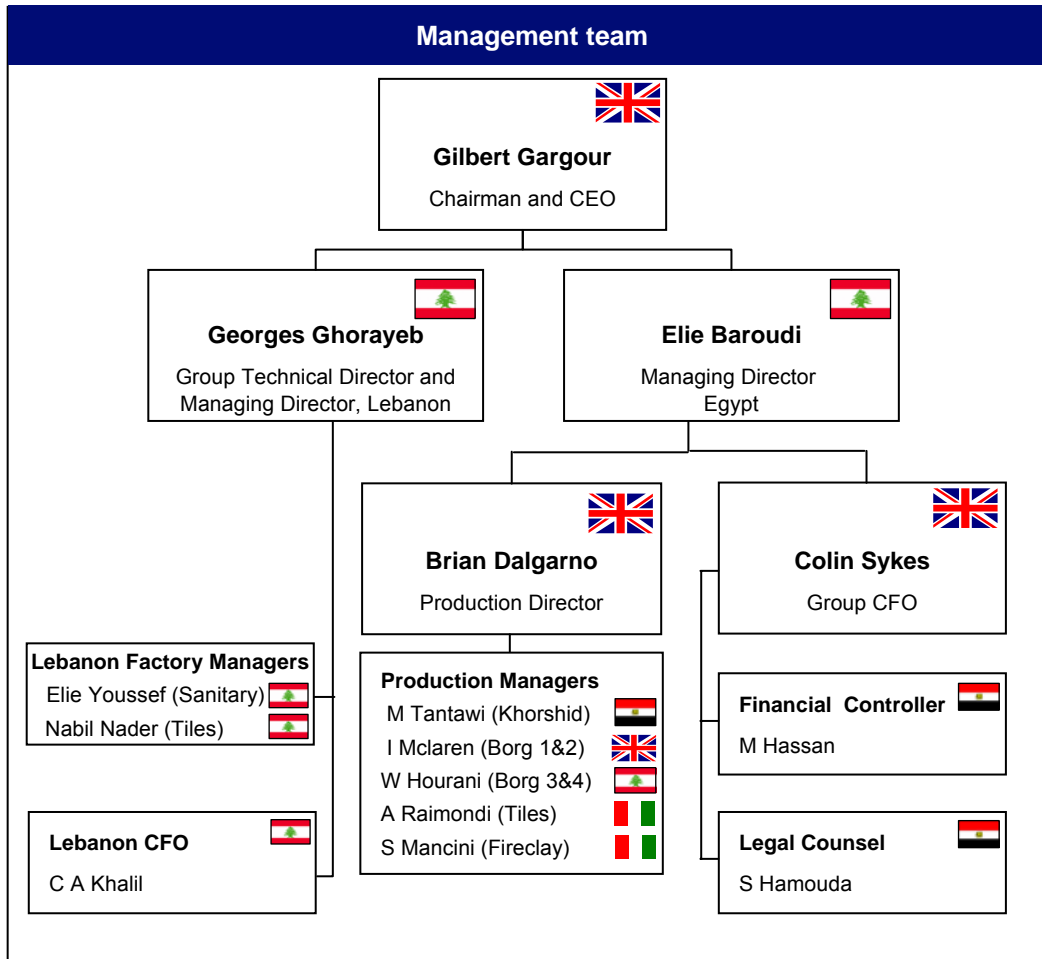 Management team
Gilbert Gargour
Chairman and CEO
Georges Ghorayeb
Group Technical Director and
Managing Director, Lebanon
Elie Baroudi
Managing Director
Egypt
Brian Dalgarno
Production Director
Colin Sykes
Group CFO
Lebanon Factory Managers
Elie Youssef (Sanitary)
Nabil Nader (Tiles)
Lebanon CFO
C A Khalil
Production Managers
M Tantawi (Khorshid)
I Mclaren (Borg 1&2)
W Hourani (Borg 3&4)
A Raimondi (Tiles)
S Mancini (Fireclay)
Financial Controller
M Hassan
Legal Counsel
S Hamouda